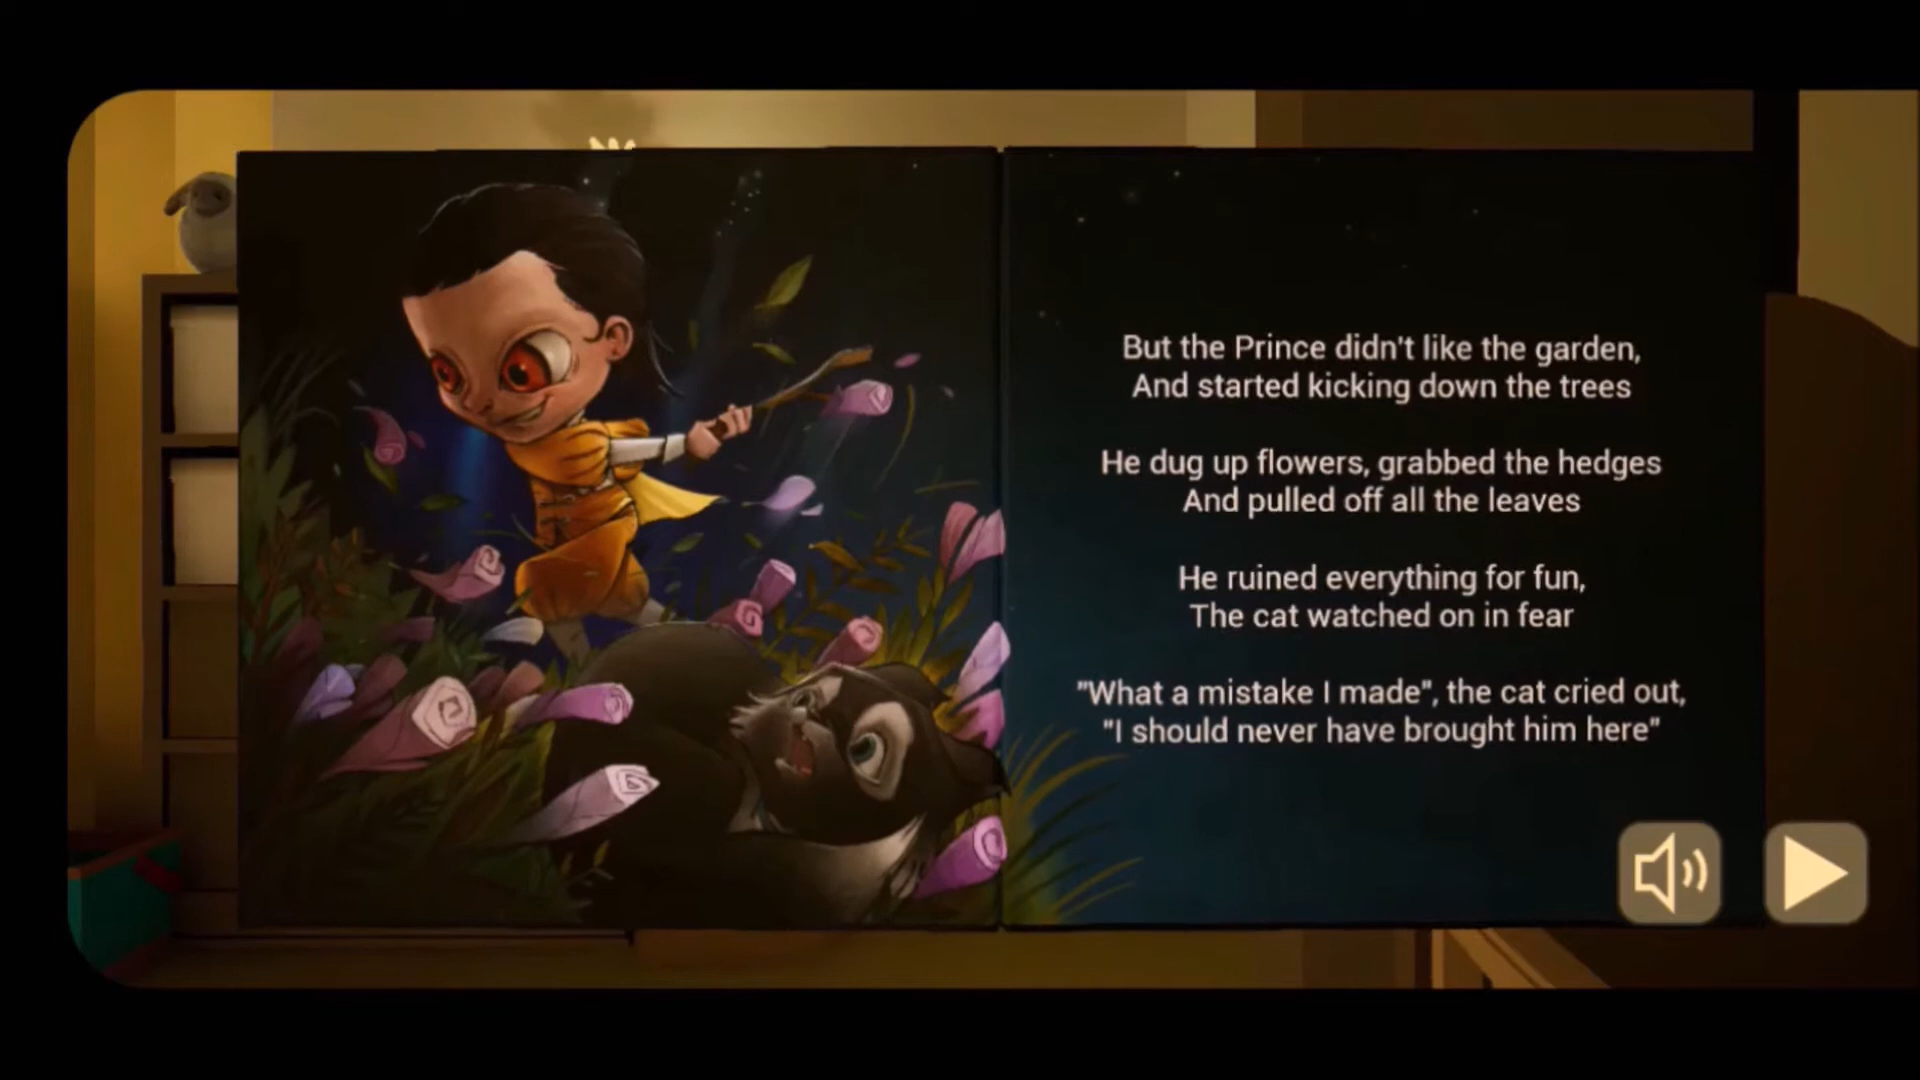 But the Prince didn't like the garden,
And started kicking down the trees
He dug up flowers, grabbed the hedges
And pulled off all the leaves
He ruined everything for fun,
The cat watched on in fear
"What a mistake I made", the cat cried out,
"I should never have brought him here"